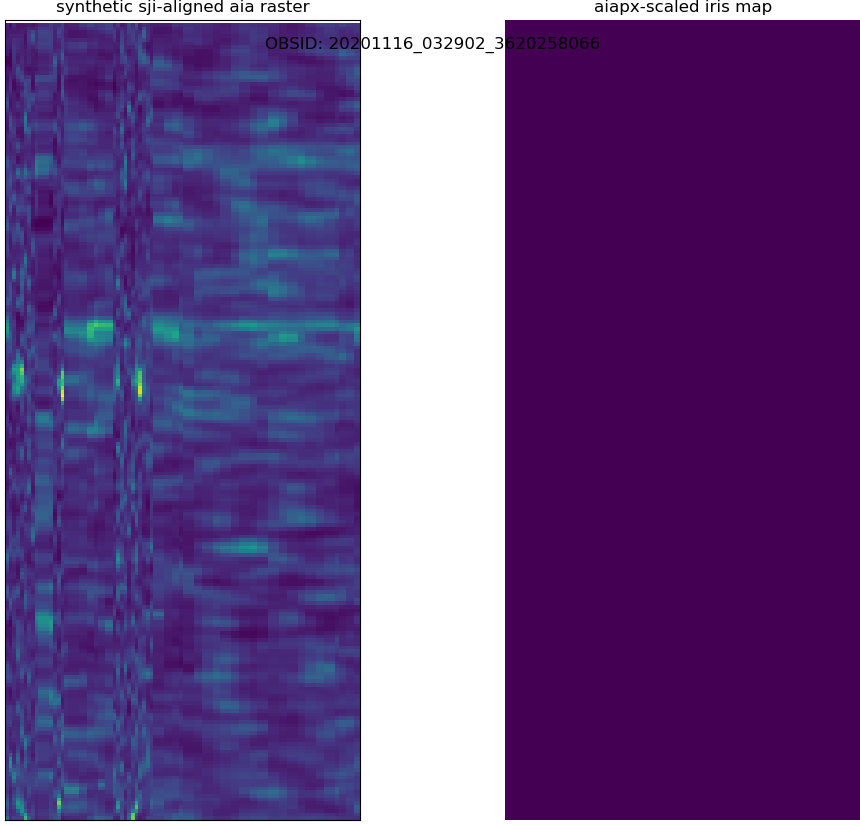 synthetic sji-aligned aia raster
aiapx-scaled iris map
OBSID: 20201116_032902_3620258066